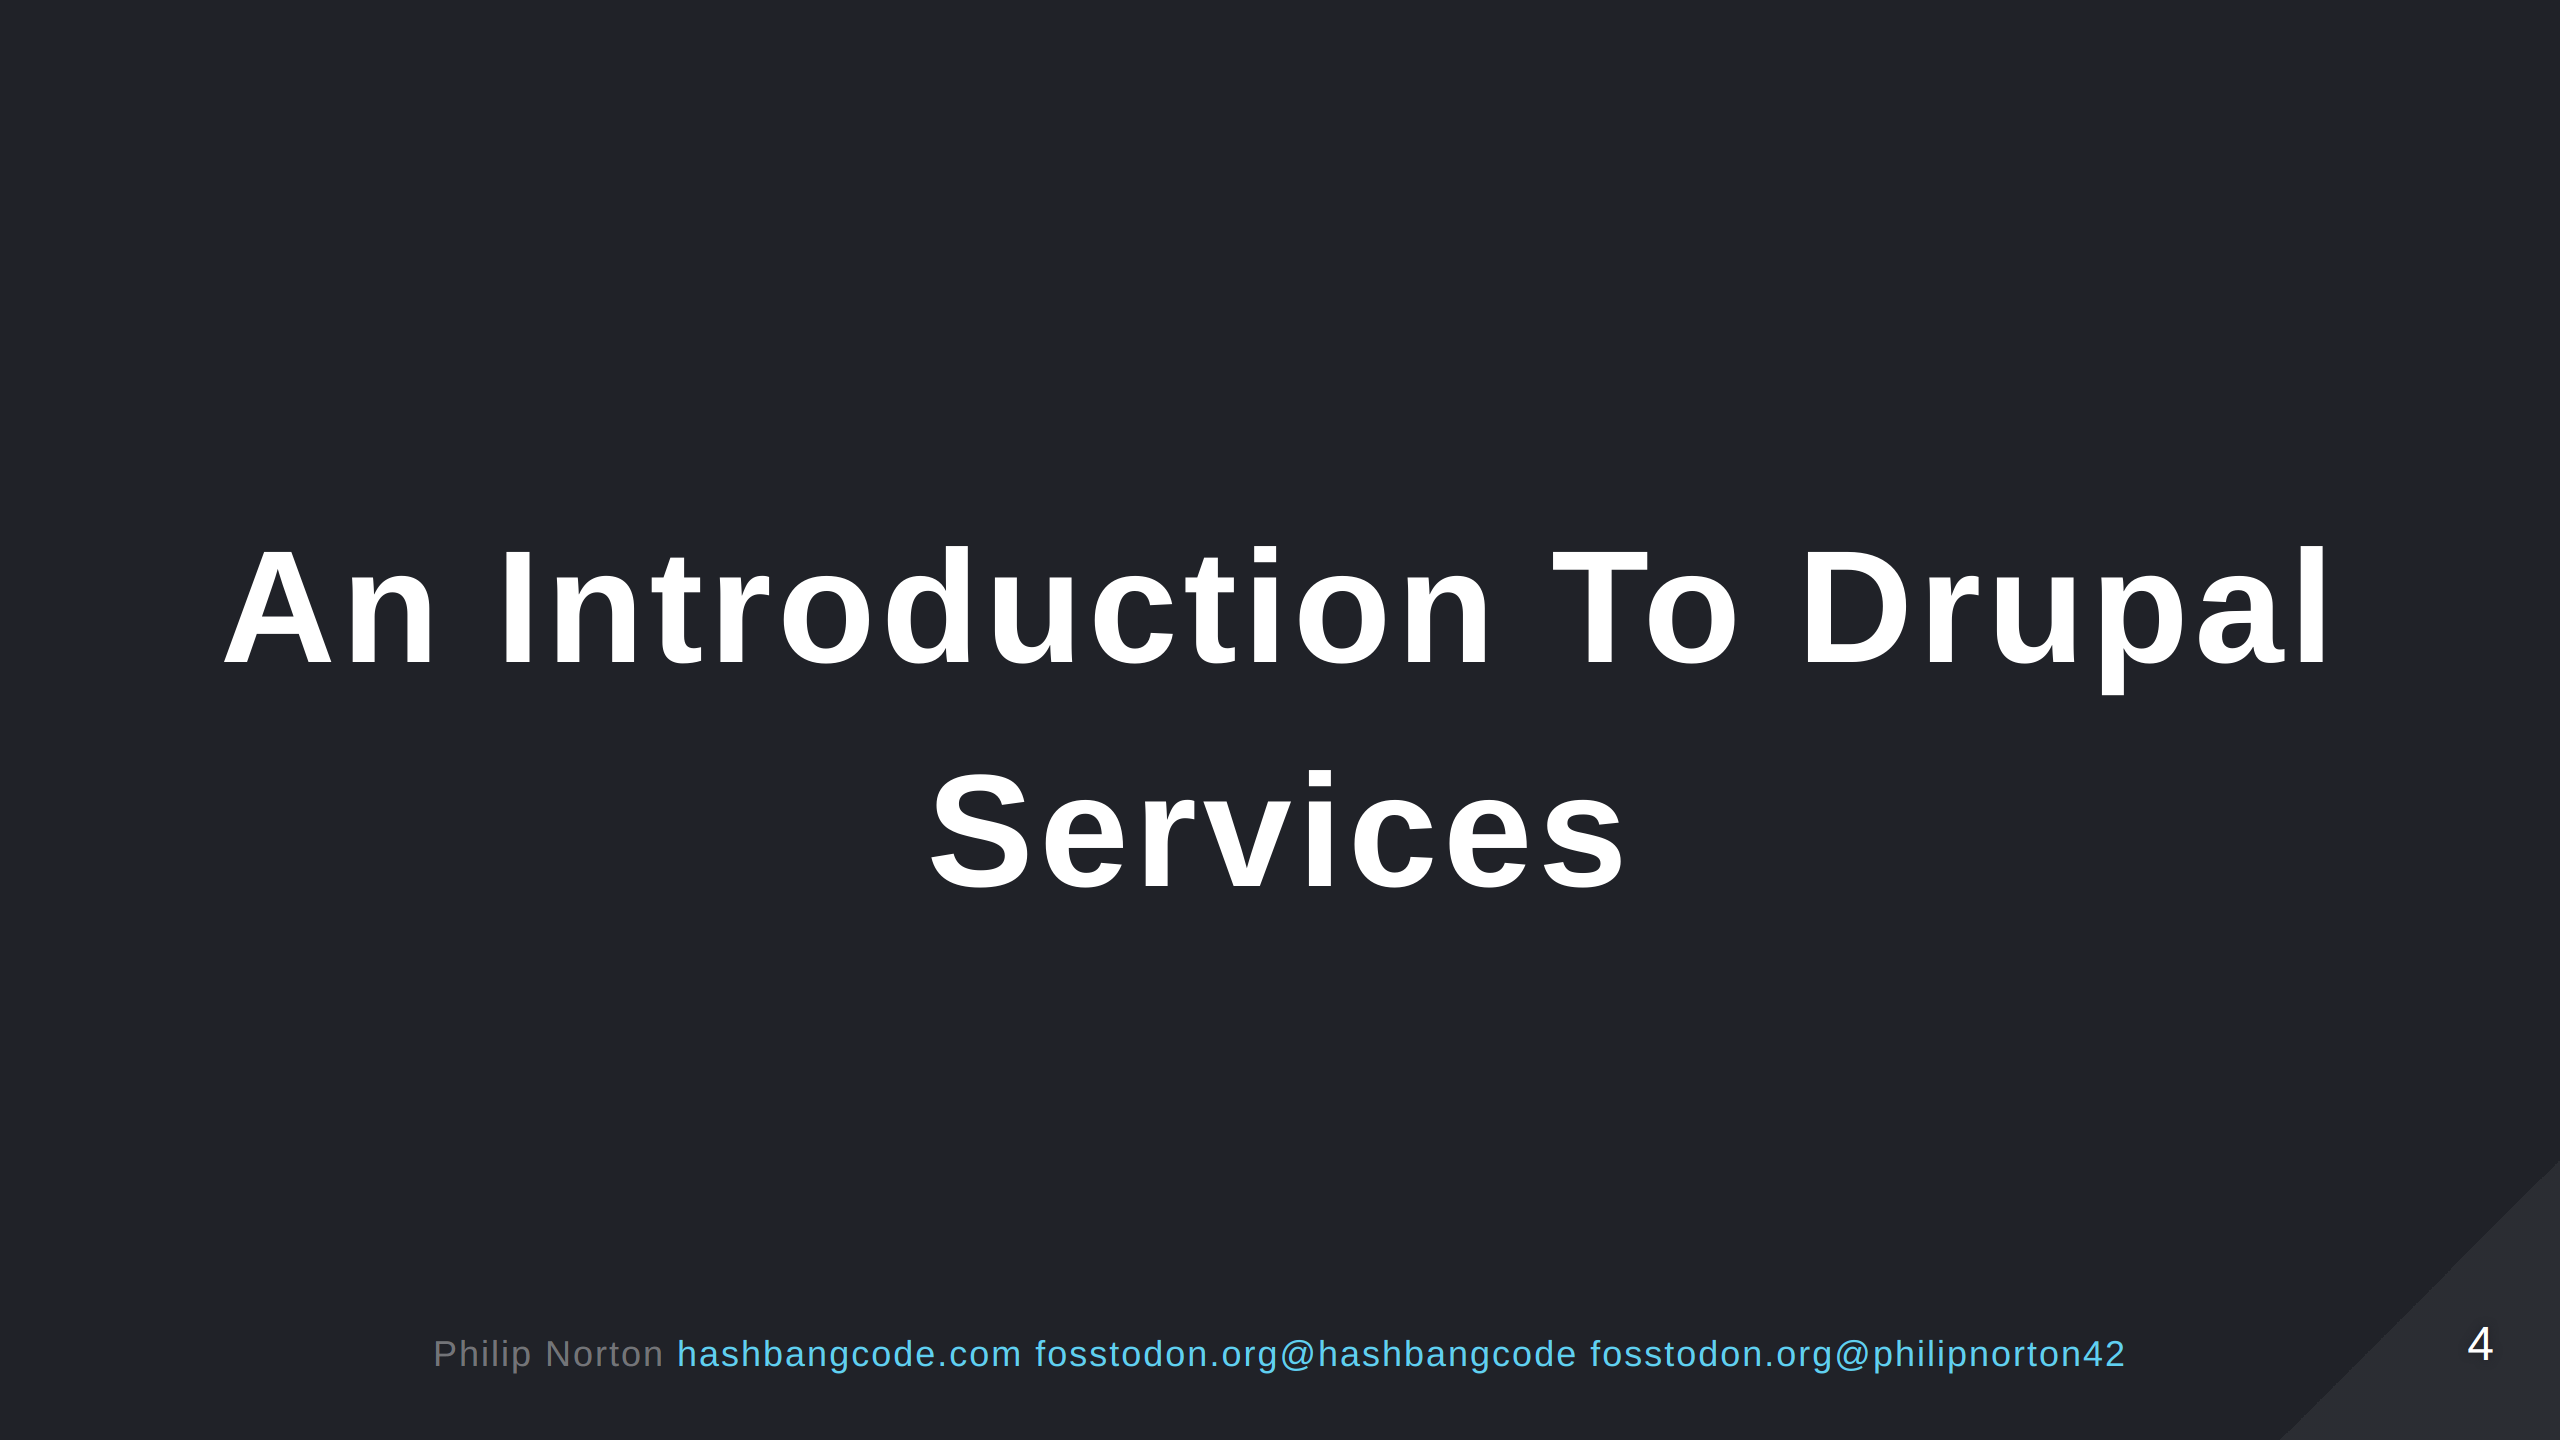 An Introduction To Drupal
Services
Philip Norton hashbangcode.com fosstodon.org@hashbangcode fosstodon.org@philipnorton42
4